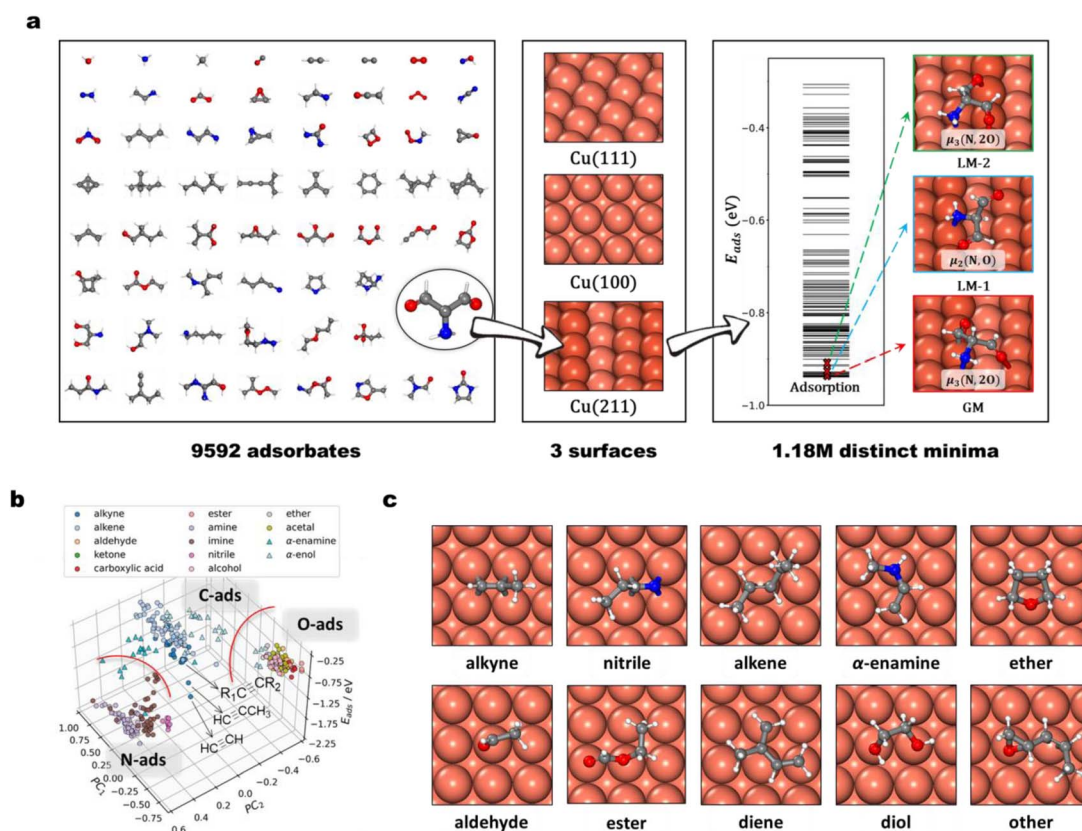 a
Cu(111)
Cu(100)
Cu(211)
E_ads (eV)
−0.4
−0.6
−0.8
−1.0
Adsorption
μ₃(N, 2O)
LM-2
μ₂(N, O)
LM-1
μ₃(N, 2O)
GM
9592 adsorbates
3 surfaces
1.18M distinct minima
b
alkyne
alkene
aldehyde
ketone
carboxylic acid
ester
amine
imine
nitrile
alcohol
ether
acetal
α-enamine
α-enol
C-ads
O-ads
N-ads
R₁C≡CR₂
HC≡CCH₃
HC≡CH
−0.25
−0.75
−1.25
−1.75
−2.25
E_ads / eV
1.00
0.75
0.50
0.25
0.00
−0.25
−0.50
−0.75
PC₁
0.6
0.4
0.2
0.0
−0.2
−0.4
−0.6
PC₂
c
alkyne
nitrile
alkene
α-enamine
ether
aldehyde
ester
diene
diol
other